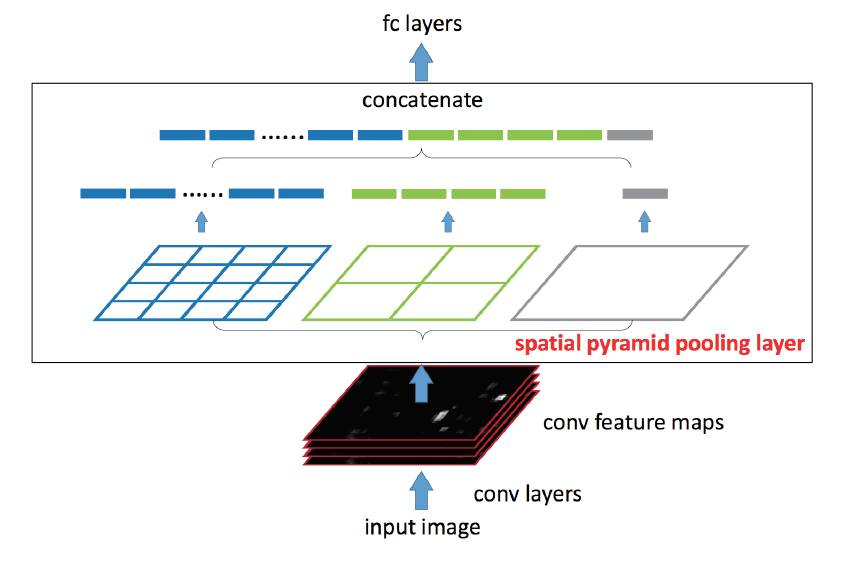 fc layers
concatenate
......
......
spatial pyramid pooling layer
conv feature maps
conv layers
input image